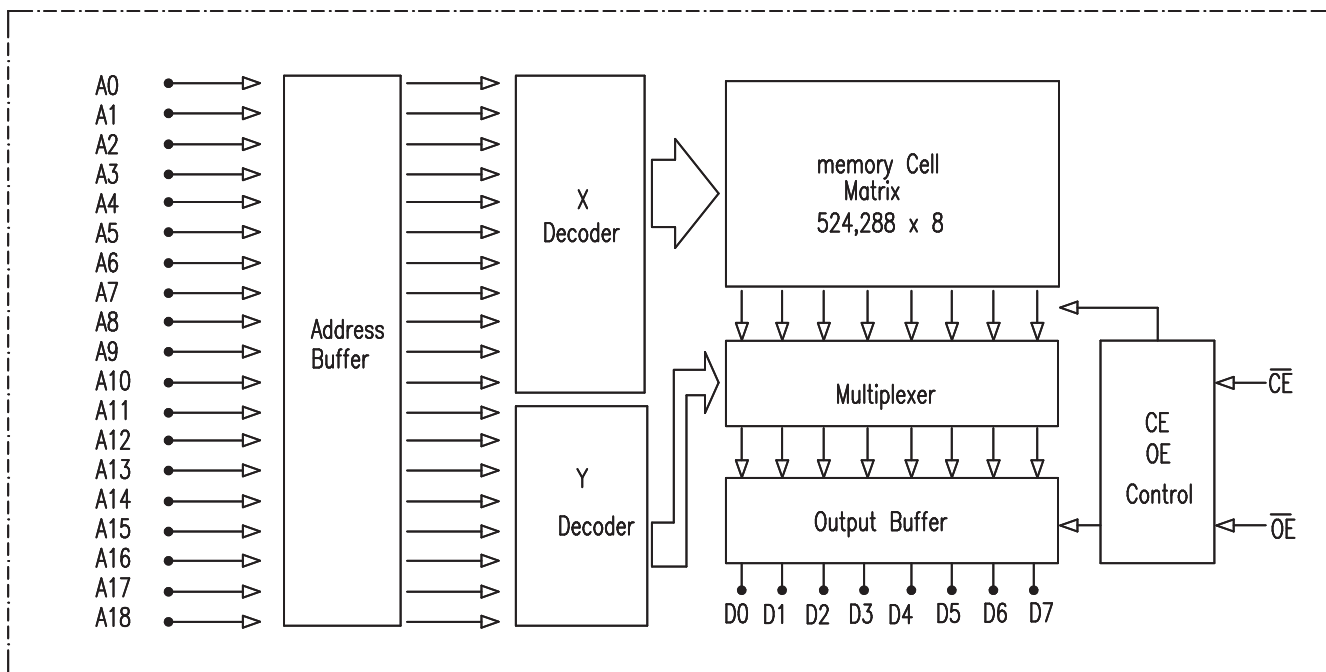 A0
A1
A2
A3
A4
A5
A6
A7
A8
A9
A10
A11
A12
A13
A14
A15
A16
A17
A18
Address
Buffer
X
Decoder
Y
Decoder
memory Cell
Matrix
524,288 x 8
Multiplexer
Output Buffer
D0 D1 D2 D3 D4 D5 D6 D7
CE
OE
Control
C̅E̅
O̅E̅